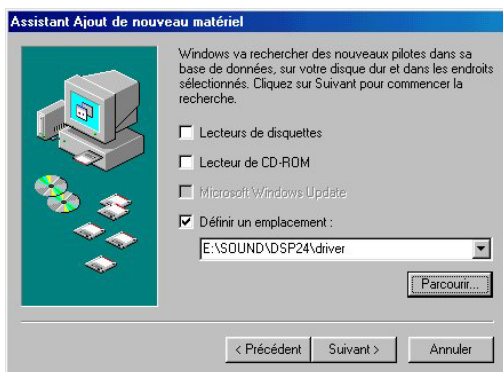 Assistant Ajout de nouveau matériel
Windows va rechercher des nouveaux pilotes dans sa
base de données, sur votre disque dur et dans les endroits
sélectionnés. Cliquez sur Suivant pour commencer la
recherche.
Lecteurs de disquettes
Lecteur de CD-ROM
Microsoft Windows Update
Définir un emplacement :
E:\SOUND\DSP24\driver
Parcourir...
< Précédent
Suivant >
Annuler